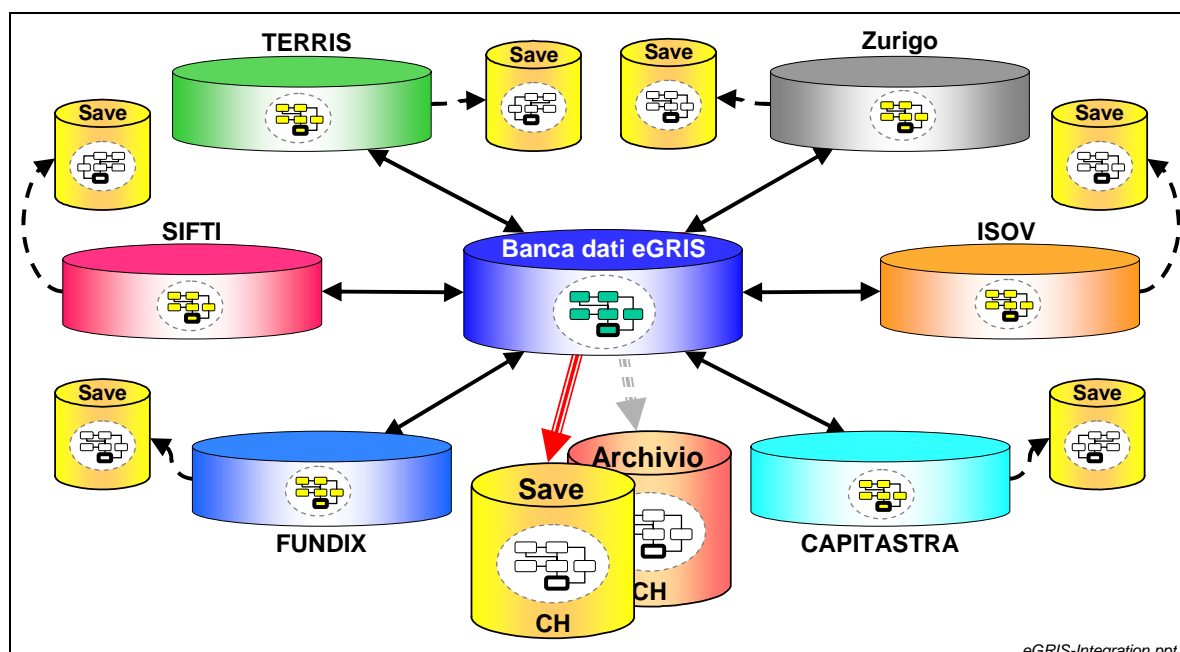 TERRIS
Zurigo
Save
Save
Save
Save
SIFTI
Banca dati eGRIS
ISOV
Save
Save
Archivio
Save
FUNDIX
CAPITASTRA
CH
CH
eGRIS-Integration.ppt